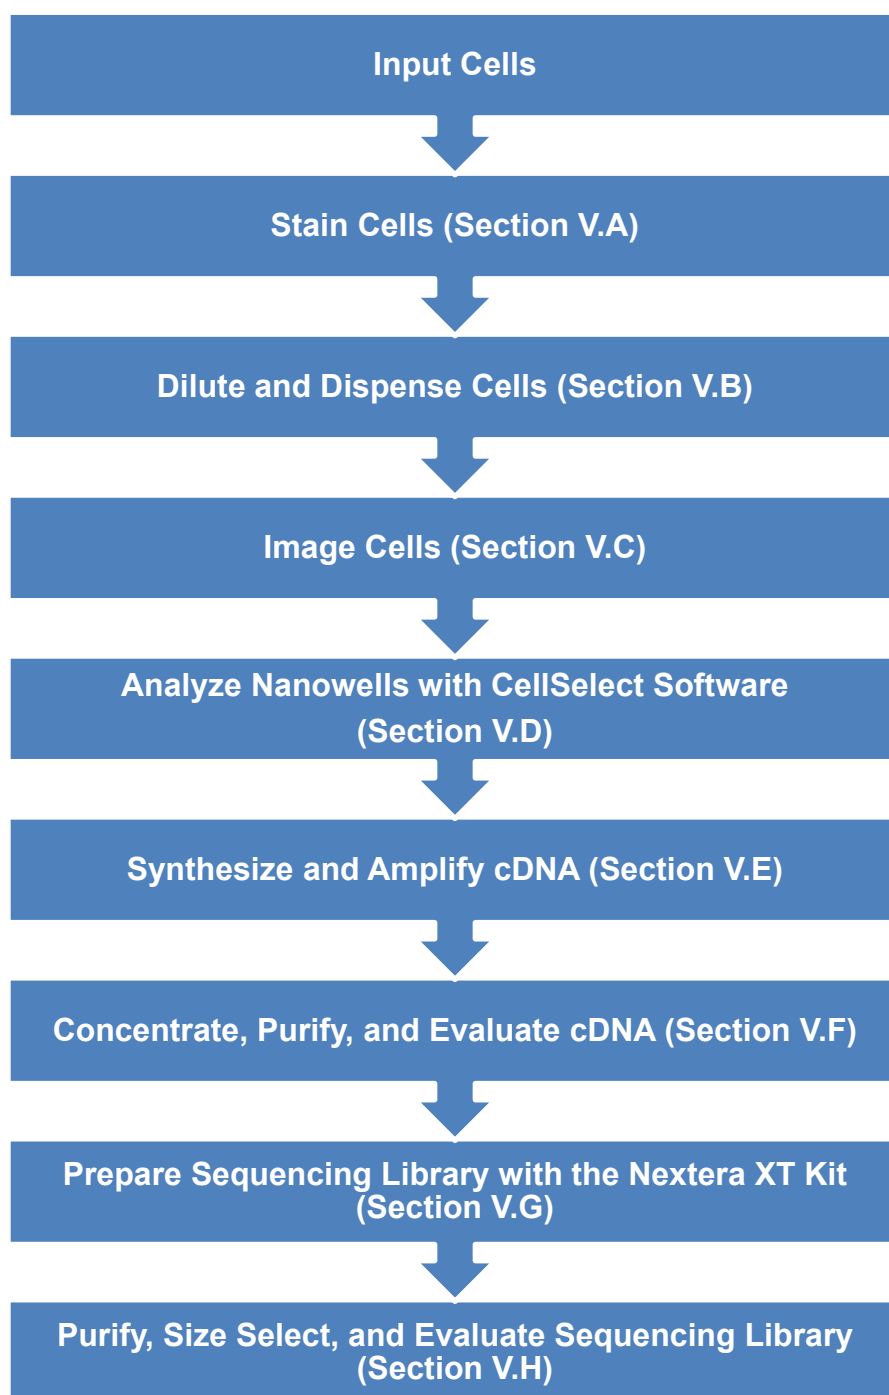 Input Cells
Stain Cells (Section V.A)
Dilute and Dispense Cells (Section V.B)
Image Cells (Section V.C)
Analyze Nanowells with CellSelect Software
(Section V.D)
Synthesize and Amplify cDNA (Section V.E)
Concentrate, Purify, and Evaluate cDNA (Section V.F)
Prepare Sequencing Library with the Nextera XT Kit
(Section V.G)
Purify, Size Select, and Evaluate Sequencing Library
(Section V.H)